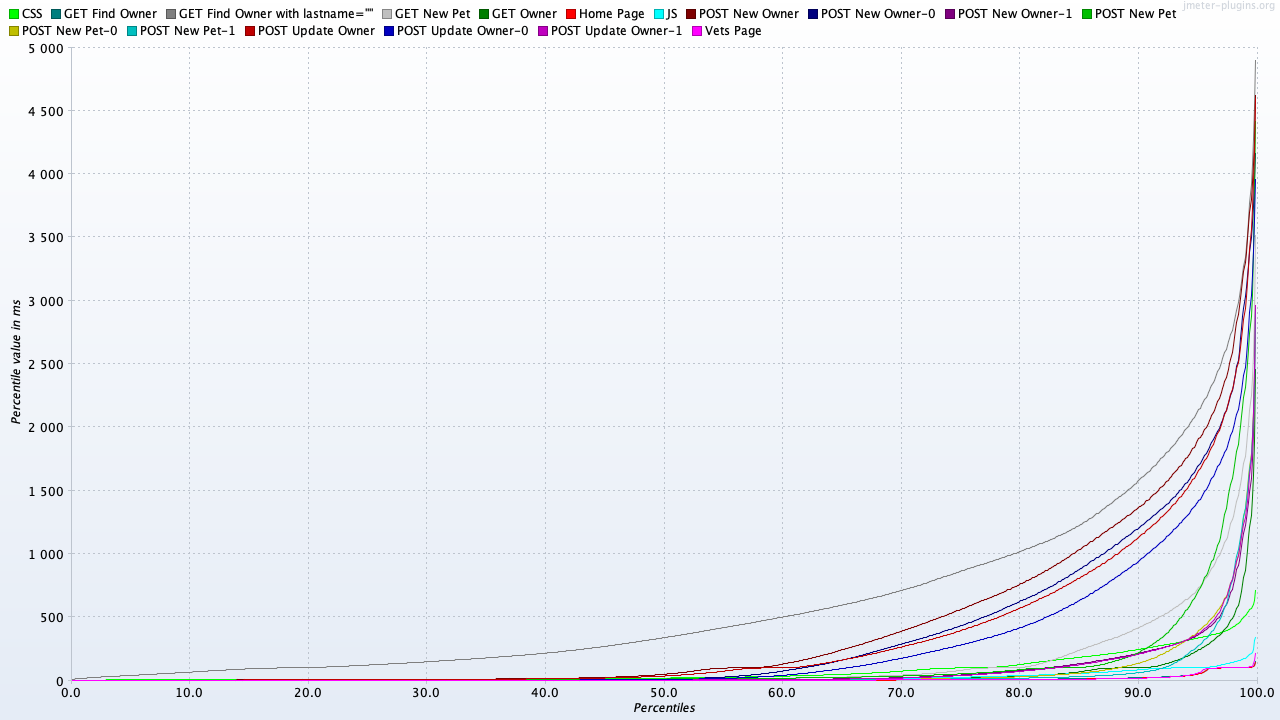 jmeter-plugins.org
CSS GET Find Owner GET Find Owner with lastname="" GET New Pet GET Owner Home Page JS POST New Owner POST New Owner-0 POST New Owner-1 POST New Pet
POST New Pet-0 POST New Pet-1 POST Update Owner POST Update Owner-0 POST Update Owner-1 Vets Page
5 000
4 500
4 000
3 500
3 000
2 500
2 000
1 500
1 000
500
0
Percentile value in ms
0.0 10.0 20.0 30.0 40.0 50.0 60.0 70.0 80.0 90.0 100.0
Percentiles